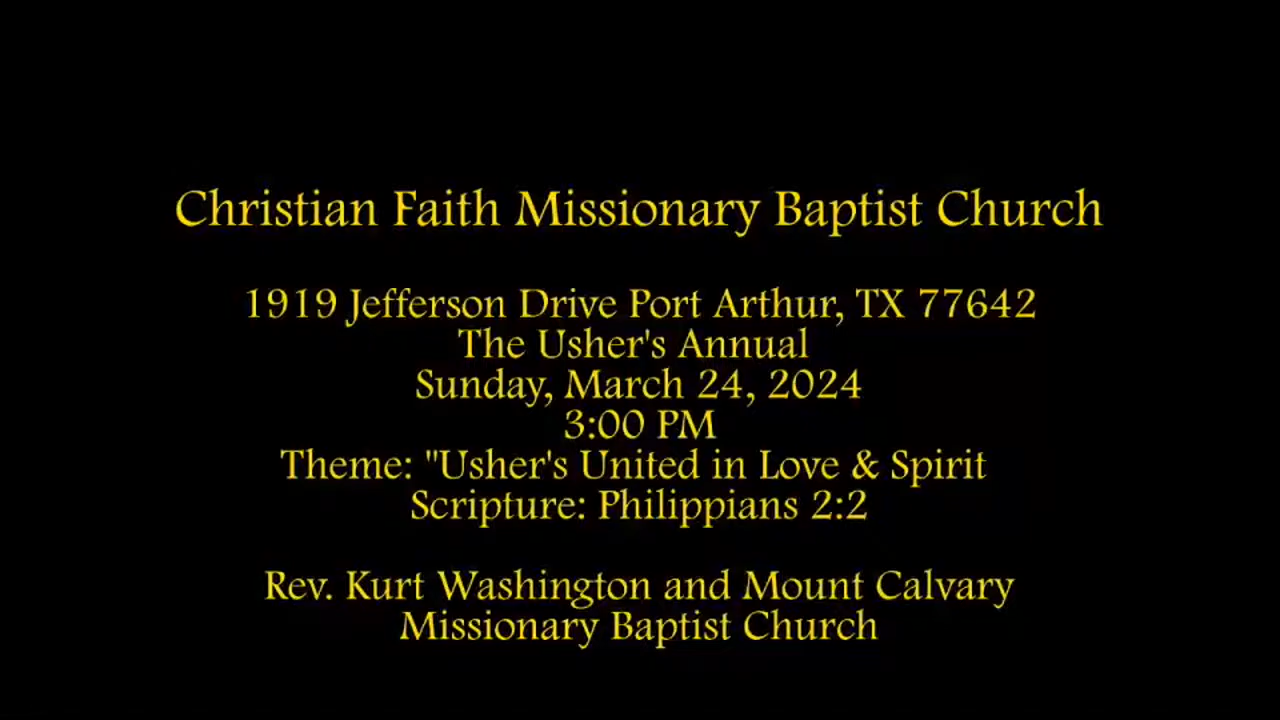 Christian Faith Missionary Baptist Church
1919 Jefferson Drive Port Arthur, TX 77642
The Usher's Annual
Sunday, March 24, 2024
3:00 PM
Theme: "Usher's United in Love & Spirit
Scripture: Philippians 2:2
Rev. Kurt Washington and Mount Calvary
Missionary Baptist Church